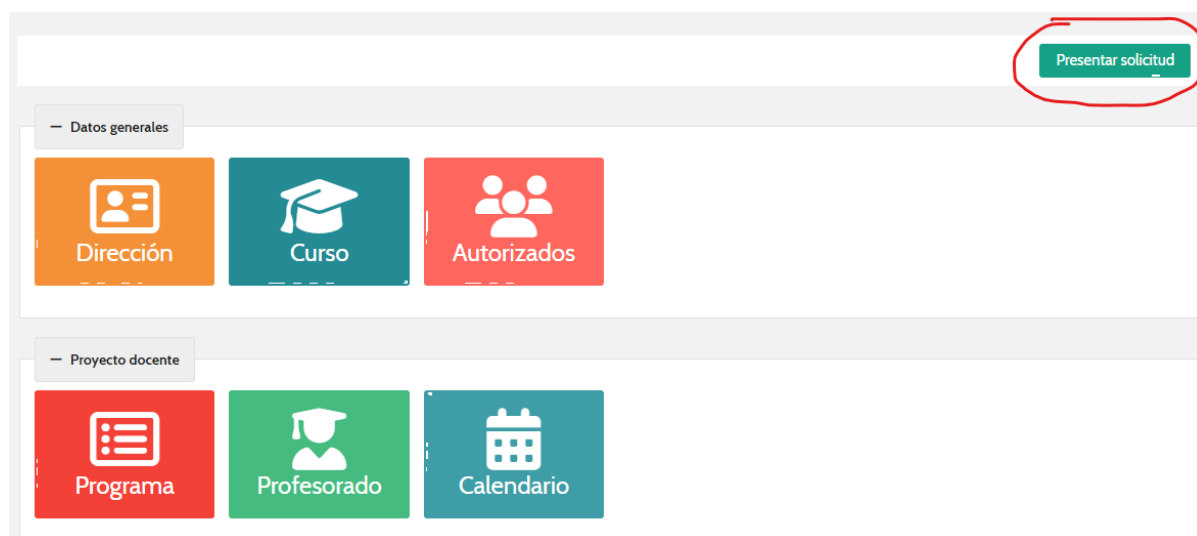 Presentar solicitud
— Datos generales
Dirección
Curso
Autorizados
— Proyecto docente
Programa
Profesorado
Calendario